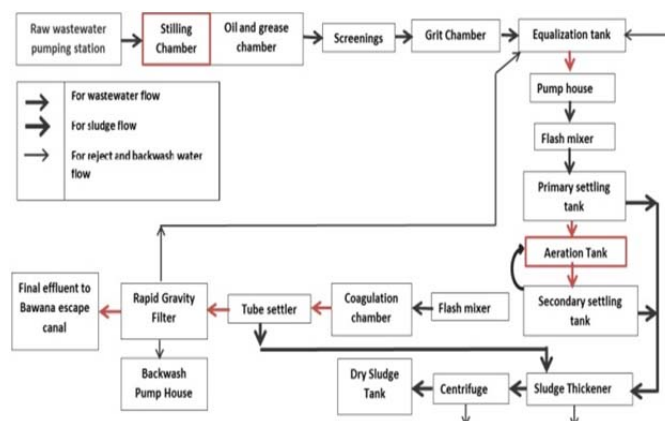 Raw wastewater
pumping station
Stilling
Chamber
Oil and grease
chamber
Screenings
Grit Chamber
Equalization tank
For wastewater flow
For sludge flow
For reject and backwash water
flow
Pump house
Flash mixer
Primary settling
tank
Aeration Tank
Secondary settling
tank
Final effluent to
Bawana escape
canal
Rapid Gravity
Filter
Tube settler
Coagulation
chamber
Flash mixer
Backwash
Pump House
Dry Sludge
Tank
Centrifuge
Sludge Thickener